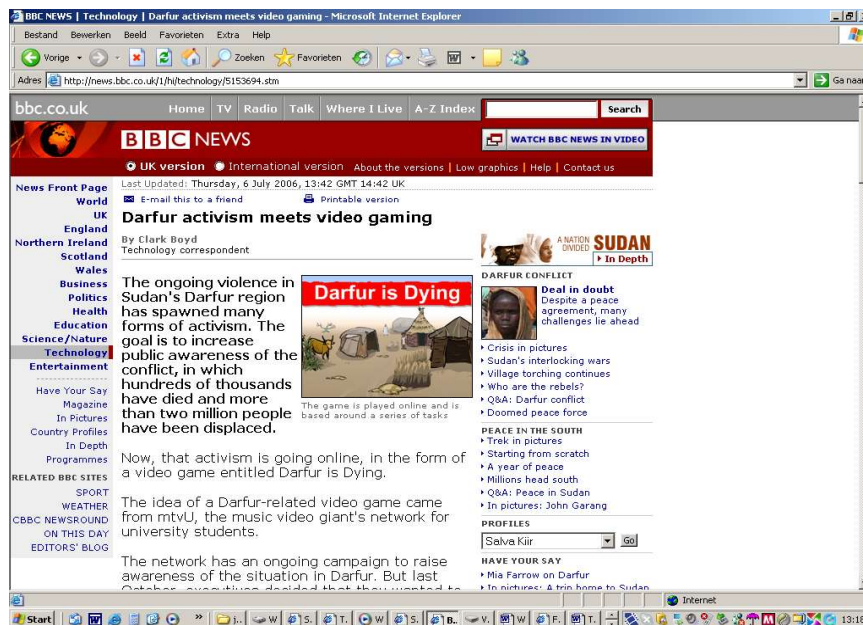 BBC NEWS | Technology | Darfur activism meets video gaming - Microsoft Internet Explorer
Bestand Bewerken Beeld Favorieten Extra Help
Vorige Zoeken Favorieten
Adres http://news.bbc.co.uk/1/hi/technology/5153694.stm Ga naar
bbc.co.uk Home TV Radio Talk Where I Live A-Z Index Search
BBC NEWS WATCH BBC NEWS IN VIDEO
UK version International version About the versions | Low graphics | Help | Contact us
News Front Page
World
UK
England
Northern Ireland
Scotland
Wales
Business
Politics
Health
Education
Science/Nature
Technology
Entertainment
Have Your Say
Magazine
In Pictures
Country Profiles
In Depth
Programmes
RELATED BBC SITES
SPORT
WEATHER
CBBC NEWSROUND
ON THIS DAY
EDITORS' BLOG
Last Updated: Thursday, 6 July 2006, 13:42 GMT 14:42 UK
E-mail this to a friend Printable version
Darfur activism meets video gaming
By Clark Boyd
Technology correspondent
The ongoing violence in
Sudan's Darfur region
has spawned many
forms of activism. The
goal is to increase
public awareness of the
conflict, in which
hundreds of thousands
have died and more
than two million people
have been displaced.
Darfur is Dying
The game is played online and is
based around a series of tasks
Now, that activism is going online, in the form of
a video game entitled Darfur is Dying.
The idea of a Darfur-related video game came
from mtvU, the music video giant's network for
university students.
The network has an ongoing campaign to raise
awareness of the situation in Darfur. But last
October, executives decided that they wanted to
A NATION DIVIDED SUDAN
In Depth
DARFUR CONFLICT
Deal in doubt
Despite a peace
agreement, many
challenges lie ahead
Crisis in pictures
Sudan's interlocking wars
Village torching continues
Who are the rebels?
Q&A: Darfur conflict
Doomed peace force
PEACE IN THE SOUTH
Trek in pictures
Starting from scratch
A year of peace
Millions head south
Q&A: Peace in Sudan
In pictures: John Garang
PROFILES
Salva Kiir Go
HAVE YOUR SAY
Mia Farrow on Darfur
In pictures: A trip home to Sudan
Internet
Start 13:18